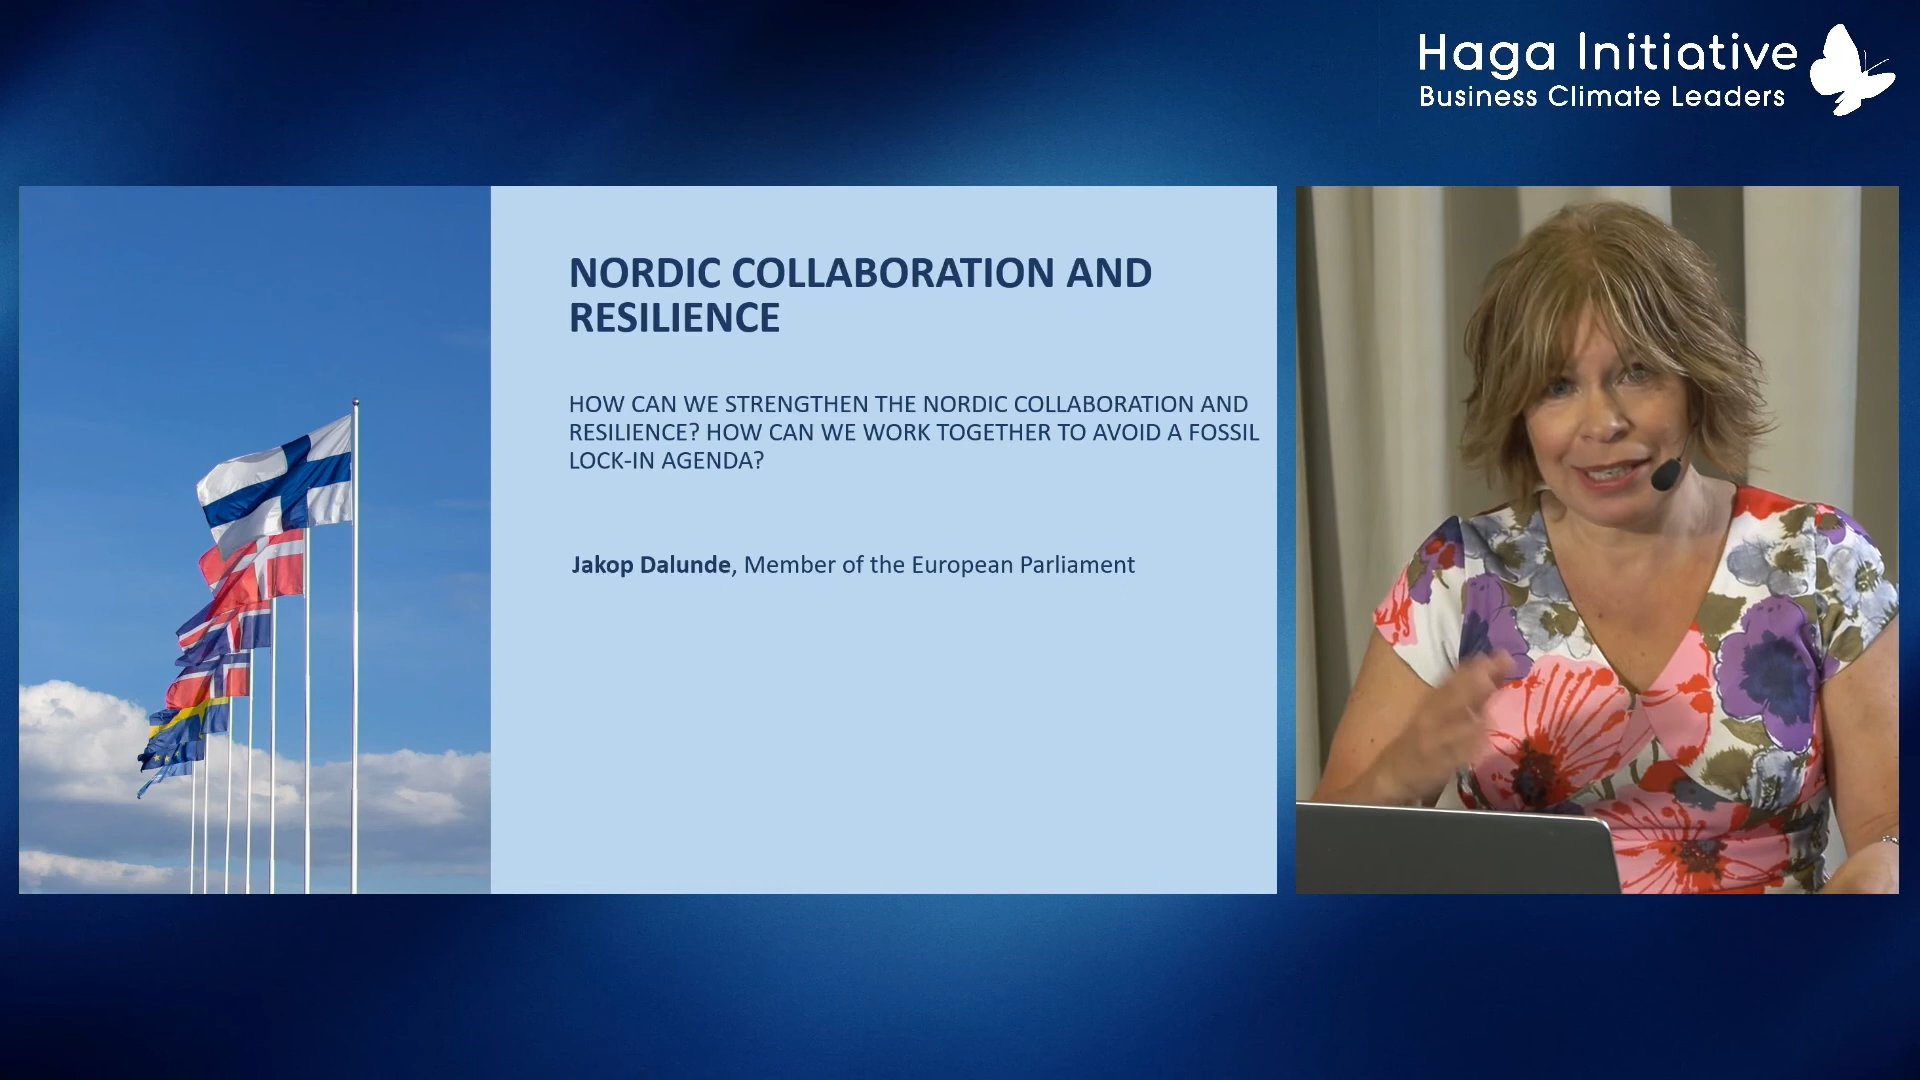 Haga Initiative
Business Climate Leaders
NORDIC COLLABORATION AND
RESILIENCE
HOW CAN WE STRENGTHEN THE NORDIC COLLABORATION AND
RESILIENCE? HOW CAN WE WORK TOGETHER TO AVOID A FOSSIL
LOCK-IN AGENDA?
Jakop Dalunde, Member of the European Parliament